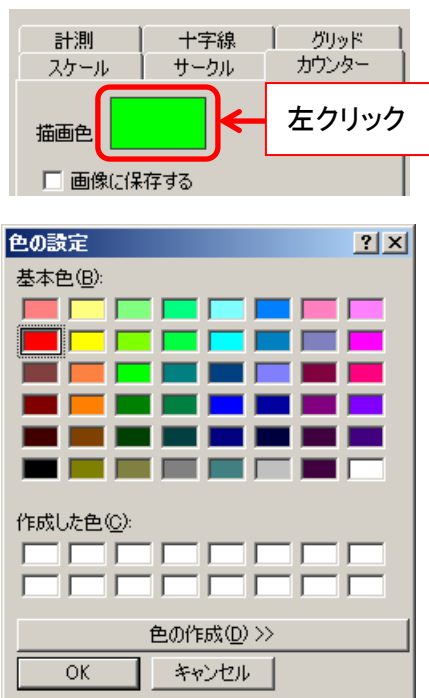 計測 十字線 グリッド
スケール サークル カウンター
描画色
左クリック
画像に保存する
色の設定
基本色(B):
作成した色(C):
色の作成(D) >>
OK キャンセル